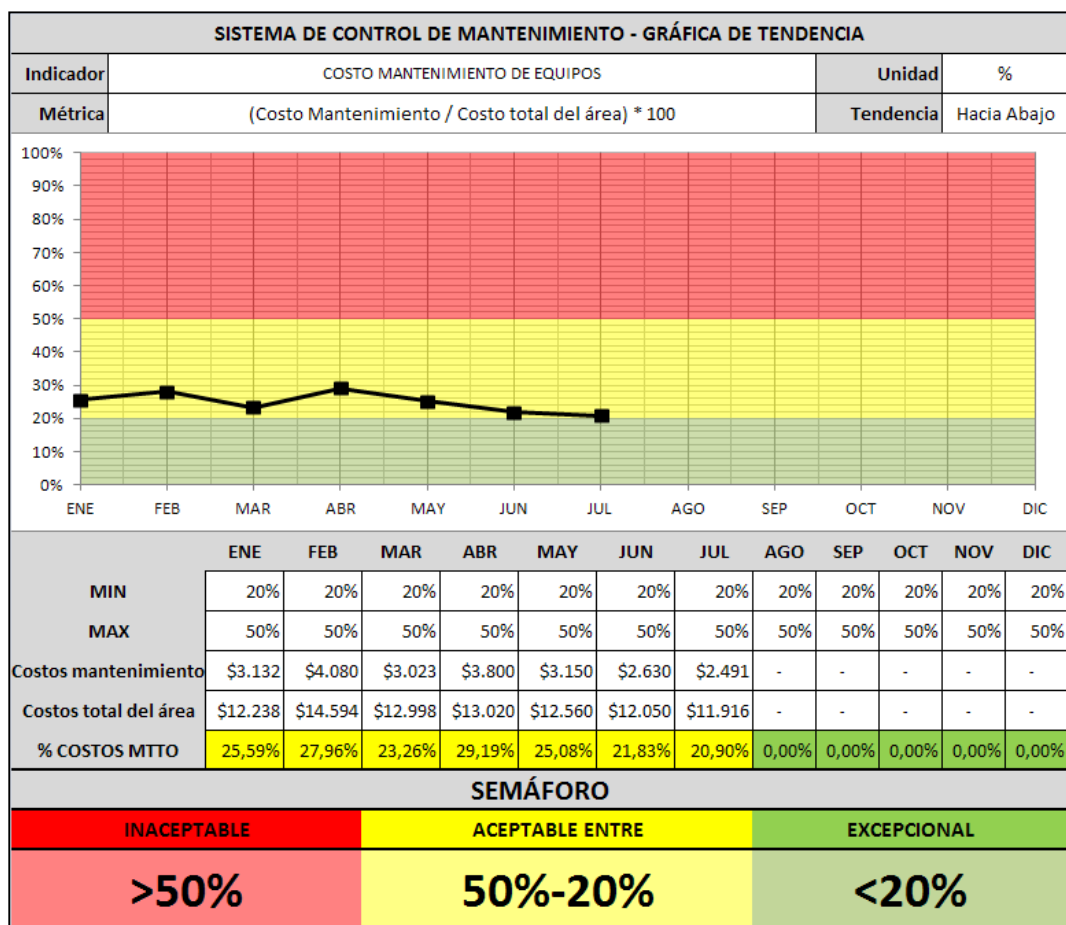 SISTEMA DE CONTROL DE MANTENIMIENTO - GRÁFICA DE TENDENCIA
Indicador COSTO MANTENIMIENTO DE EQUIPOS Unidad %
Métrica (Costo Mantenimiento / Costo total del área) * 100 Tendencia Hacia Abajo
100%
90%
80%
70%
60%
50%
40%
30%
20%
10%
0%
ENE FEB MAR ABR MAY JUN JUL AGO SEP OCT NOV DIC
ENE FEB MAR ABR MAY JUN JUL AGO SEP OCT NOV DIC
MIN 20% 20% 20% 20% 20% 20% 20% 20% 20% 20% 20% 20%
MAX 50% 50% 50% 50% 50% 50% 50% 50% 50% 50% 50% 50%
Costos mantenimiento $3.132 $4.080 $3.023 $3.800 $3.150 $2.630 $2.491 - - - - -
Costos total del área $12.238 $14.594 $12.998 $13.020 $12.560 $12.050 $11.916 - - - - -
% COSTOS MTTO 25,59% 27,96% 23,26% 29,19% 25,08% 21,83% 20,90% 0,00% 0,00% 0,00% 0,00% 0,00%
SEMÁFORO
INACEPTABLE ACEPTABLE ENTRE EXCEPCIONAL
>50% 50%-20% <20%